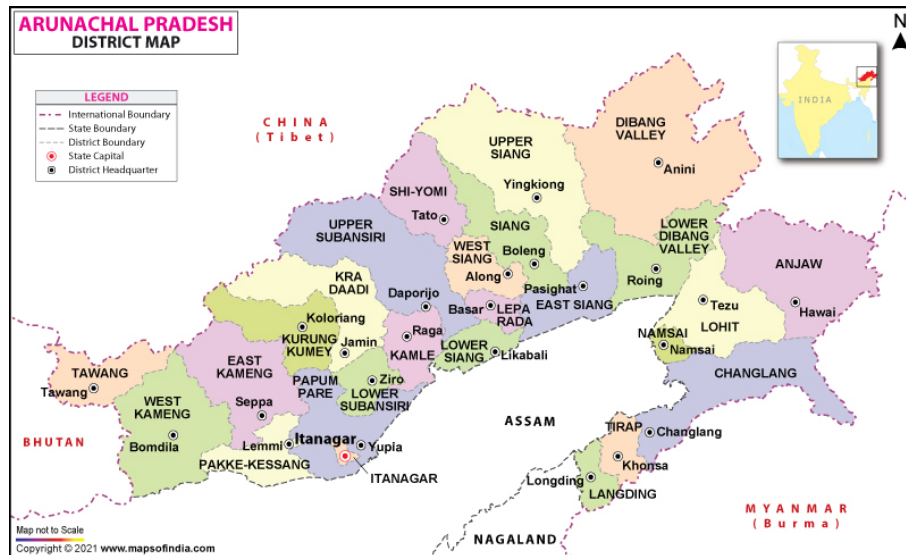 ARUNACHAL PRADESH
DISTRICT MAP
N
LEGEND
International Boundary
State Boundary
District Boundary
State Capital
District Headquarter
INDIA
CHINA
(Tibet)
DIBANG
VALLEY
Anini
UPPER
SIANG
Yingkiong
SHI-YOMI
Tato
SIANG
Boleng
UPPER
SUBANSIRI
WEST
SIANG
Along
LOWER
DIBANG
VALLEY
Roing
ANJAW
Hawai
KRA
DAADI
Daporijo
Pasighat
EAST SIANG
Tezu
LOHIT
Basar
LEPA
RADA
Koloriang
KURUNG
KUMEY
Jamin
Raga
KAMLE
LOWER
SIANG
Likabali
NAMSAI
Namsai
TAWANG
Tawang
EAST
KAMENG
Seppa
PAPUM
PARE
Ziro
LOWER
SUBANSIRI
CHANGLANG
WEST
KAMENG
Bomdila
ASSAM
TIRAP
Changlang
BHUTAN
Lemmi
PAKKE-KESSANG
Itanagar
Yupia
ITANAGAR
Khonsa
Longding
LANGDING
NAGALAND
MYANMAR
(Burma)
Map not to Scale
Copyright © 2021 www.mapsofindia.com